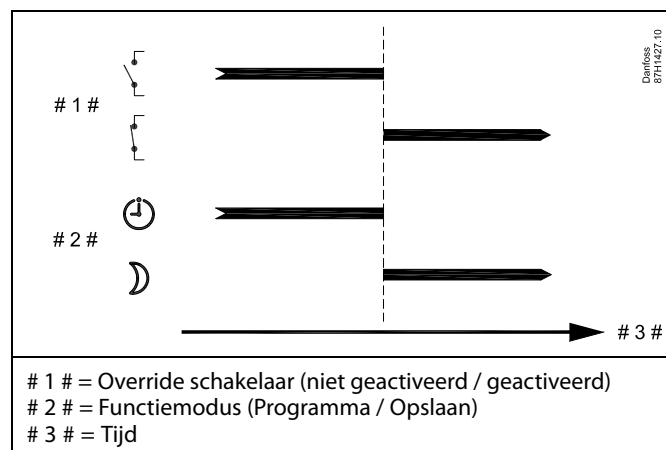 Danfoss
87H1427.10
# 1 #
# 2 #
# 3 #
# 1 # = Override schakelaar (niet geactiveerd / geactiveerd)
# 2 # = Functiemodus (Programma / Opslaan)
# 3 # = Tijd